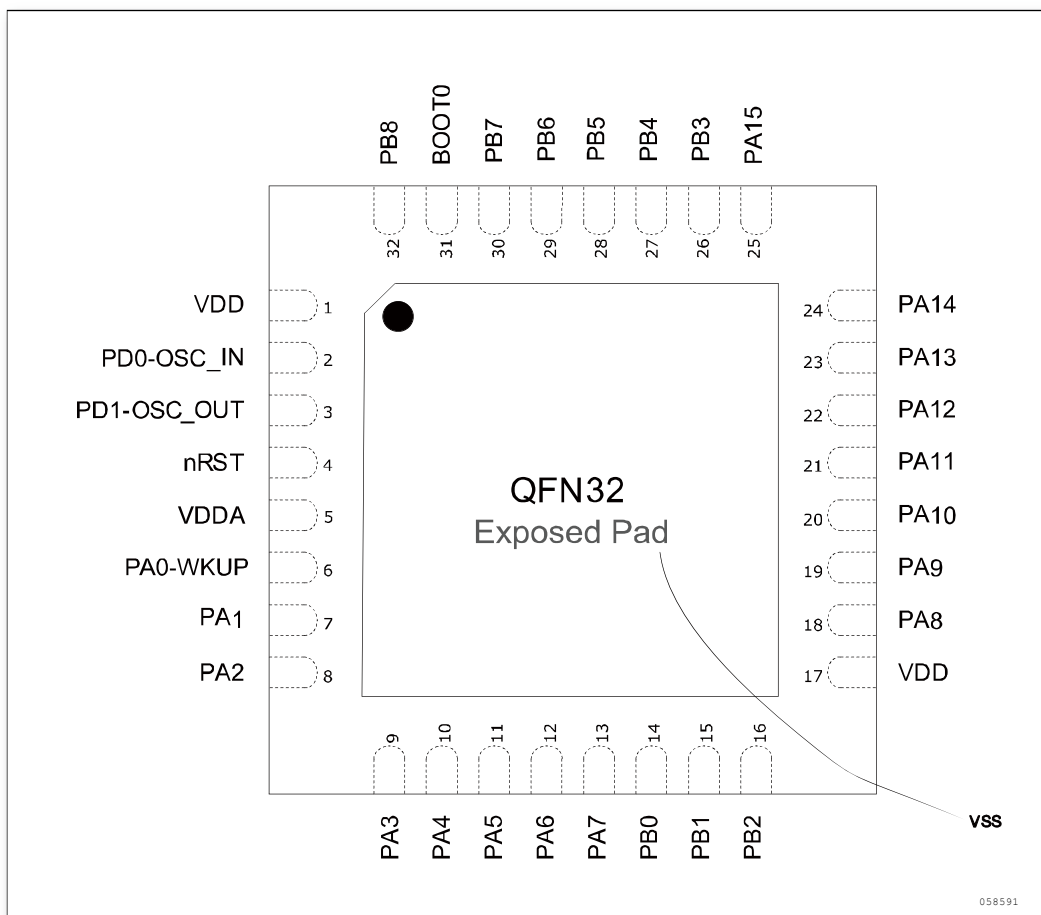 PB8
BOOT0
PB7
PB6
PB5
PB4
PB3
PA15
32
31
30
29
28
27
26
25
VDD 1
PD0-OSC_IN 2
PD1-OSC_OUT 3
nRST 4
VDDA 5
PA0-WKUP 6
PA1 7
PA2 8
24 PA14
23 PA13
22 PA12
21 PA11
20 PA10
19 PA9
18 PA8
17 VDD
QFN32
Exposed Pad
9
10
11
12
13
14
15
16
PA3
PA4
PA5
PA6
PA7
PB0
PB1
PB2
VSS
058591